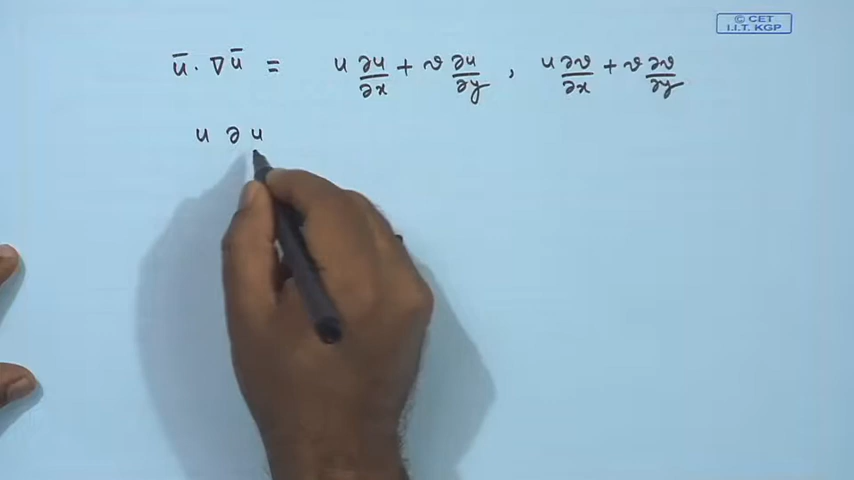 © CET
I.I.T. KGP
ū · ∇ū = u ∂u/∂x + v ∂u/∂y , u ∂v/∂x + v ∂v/∂y
u ∂u